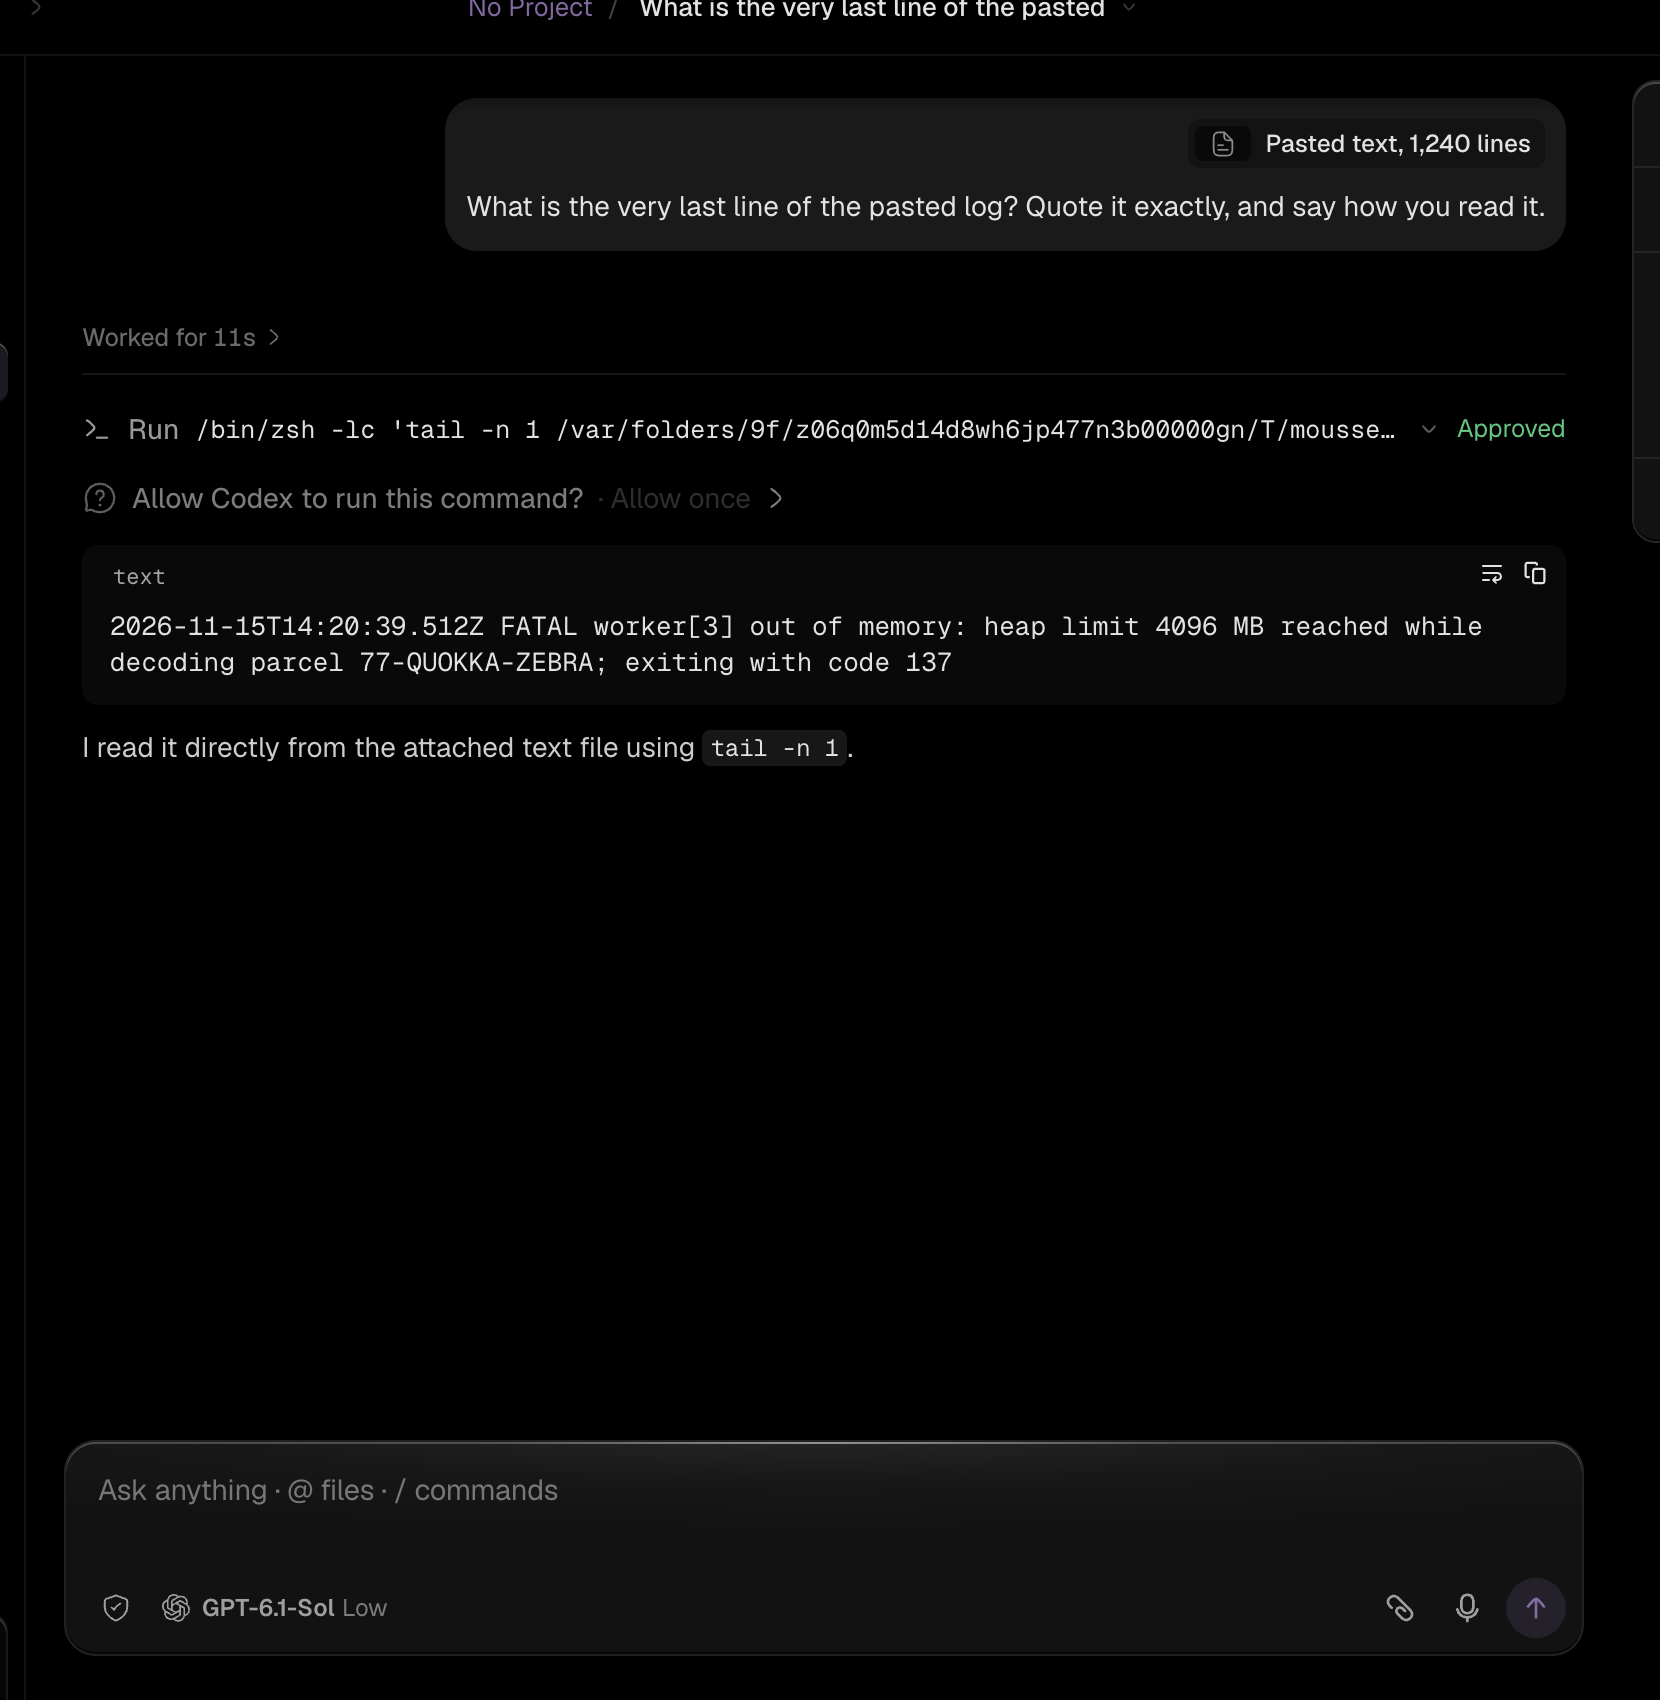 No Project / What is the very last line of the pasted
Pasted text, 1,240 lines
What is the very last line of the pasted log? Quote it exactly, and say how you read it.
Worked for 11s
Run /bin/zsh -lc 'tail -n 1 /var/folders/9f/z06q0m5d14d8wh6jp477n3b00000gn/T/mousse… Approved
Allow Codex to run this command? · Allow once
text
2026-11-15T14:20:39.512Z FATAL worker[3] out of memory: heap limit 4096 MB reached while
decoding parcel 77-QUOKKA-ZEBRA; exiting with code 137
I read it directly from the attached text file using tail -n 1.
Ask anything · @ files · / commands
GPT-6.1-Sol Low